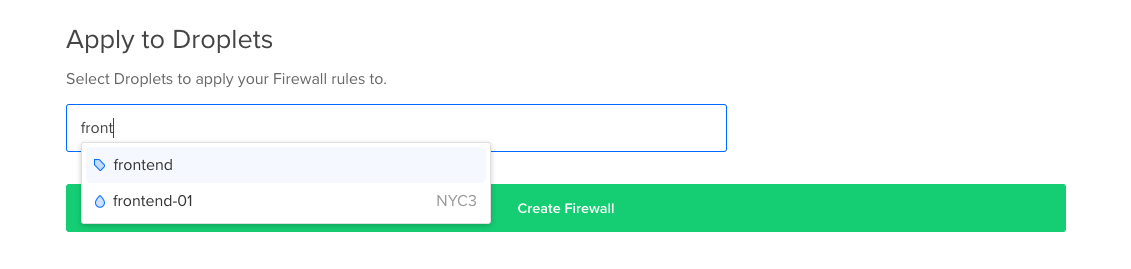 Apply to Droplets
Select Droplets to apply your Firewall rules to.
front
frontend
frontend-01 NYC3
Create Firewall